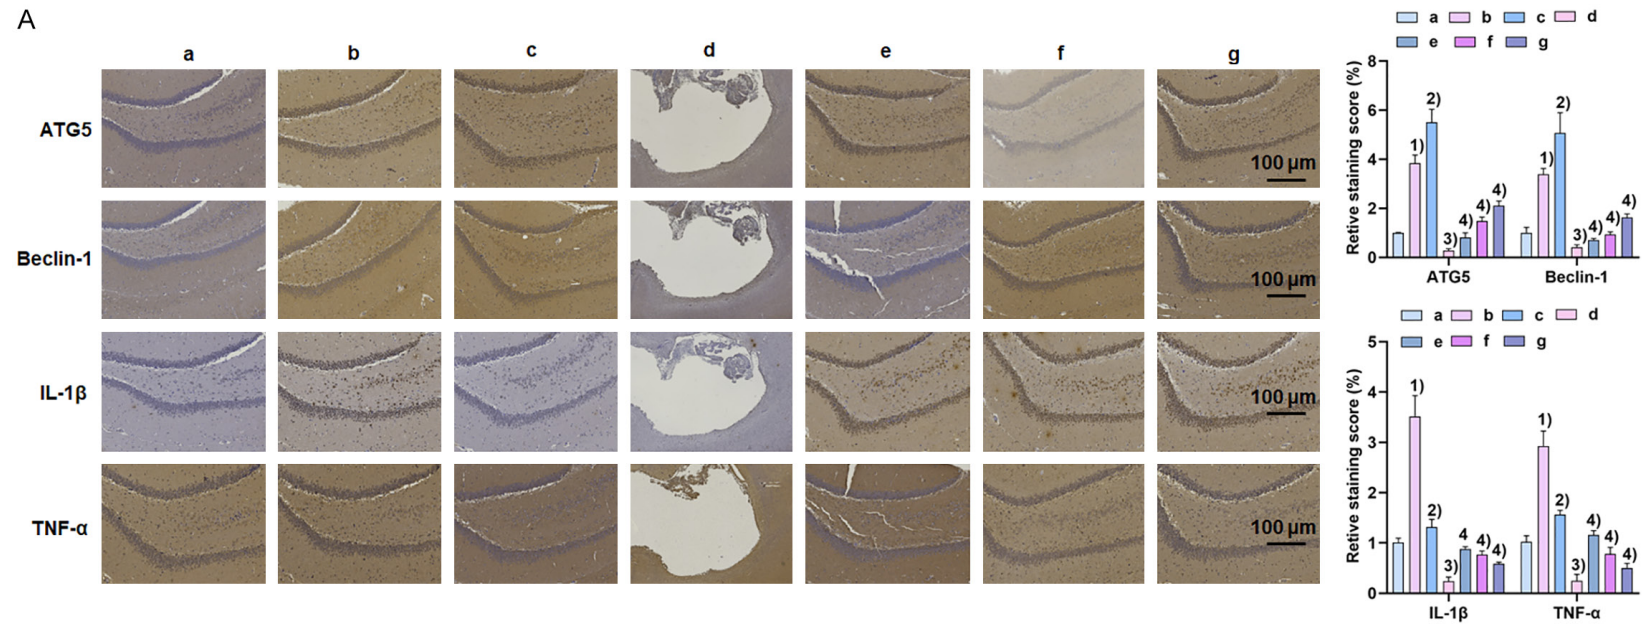 A
a b c d e f g
ATG5
100 µm
Beclin-1
100 µm
IL-1β
100 µm
TNF-α
100 µm
a b c d
e f g
Retive staining score (%)
8
6
4
2
0
1)
2)
3)
4)
4)
4)
1)
2)
3)
4)
4)
4)
ATG5 Beclin-1
a b c d
e f g
Retive staining score (%)
5
4
3
2
1
0
1)
2)
3)
4
4)
4)
1)
2)
3)
4)
4)
4)
IL-1β TNF-α